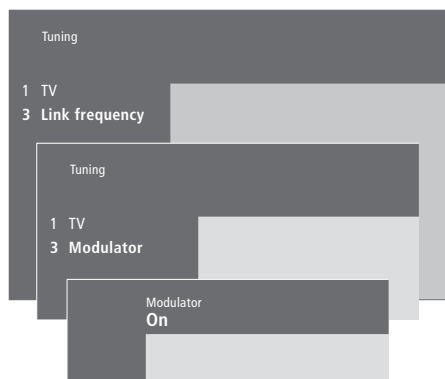 Tuning
1 TV
3 Link frequency
Tuning
1 TV
3 Modulator
Modulator
On